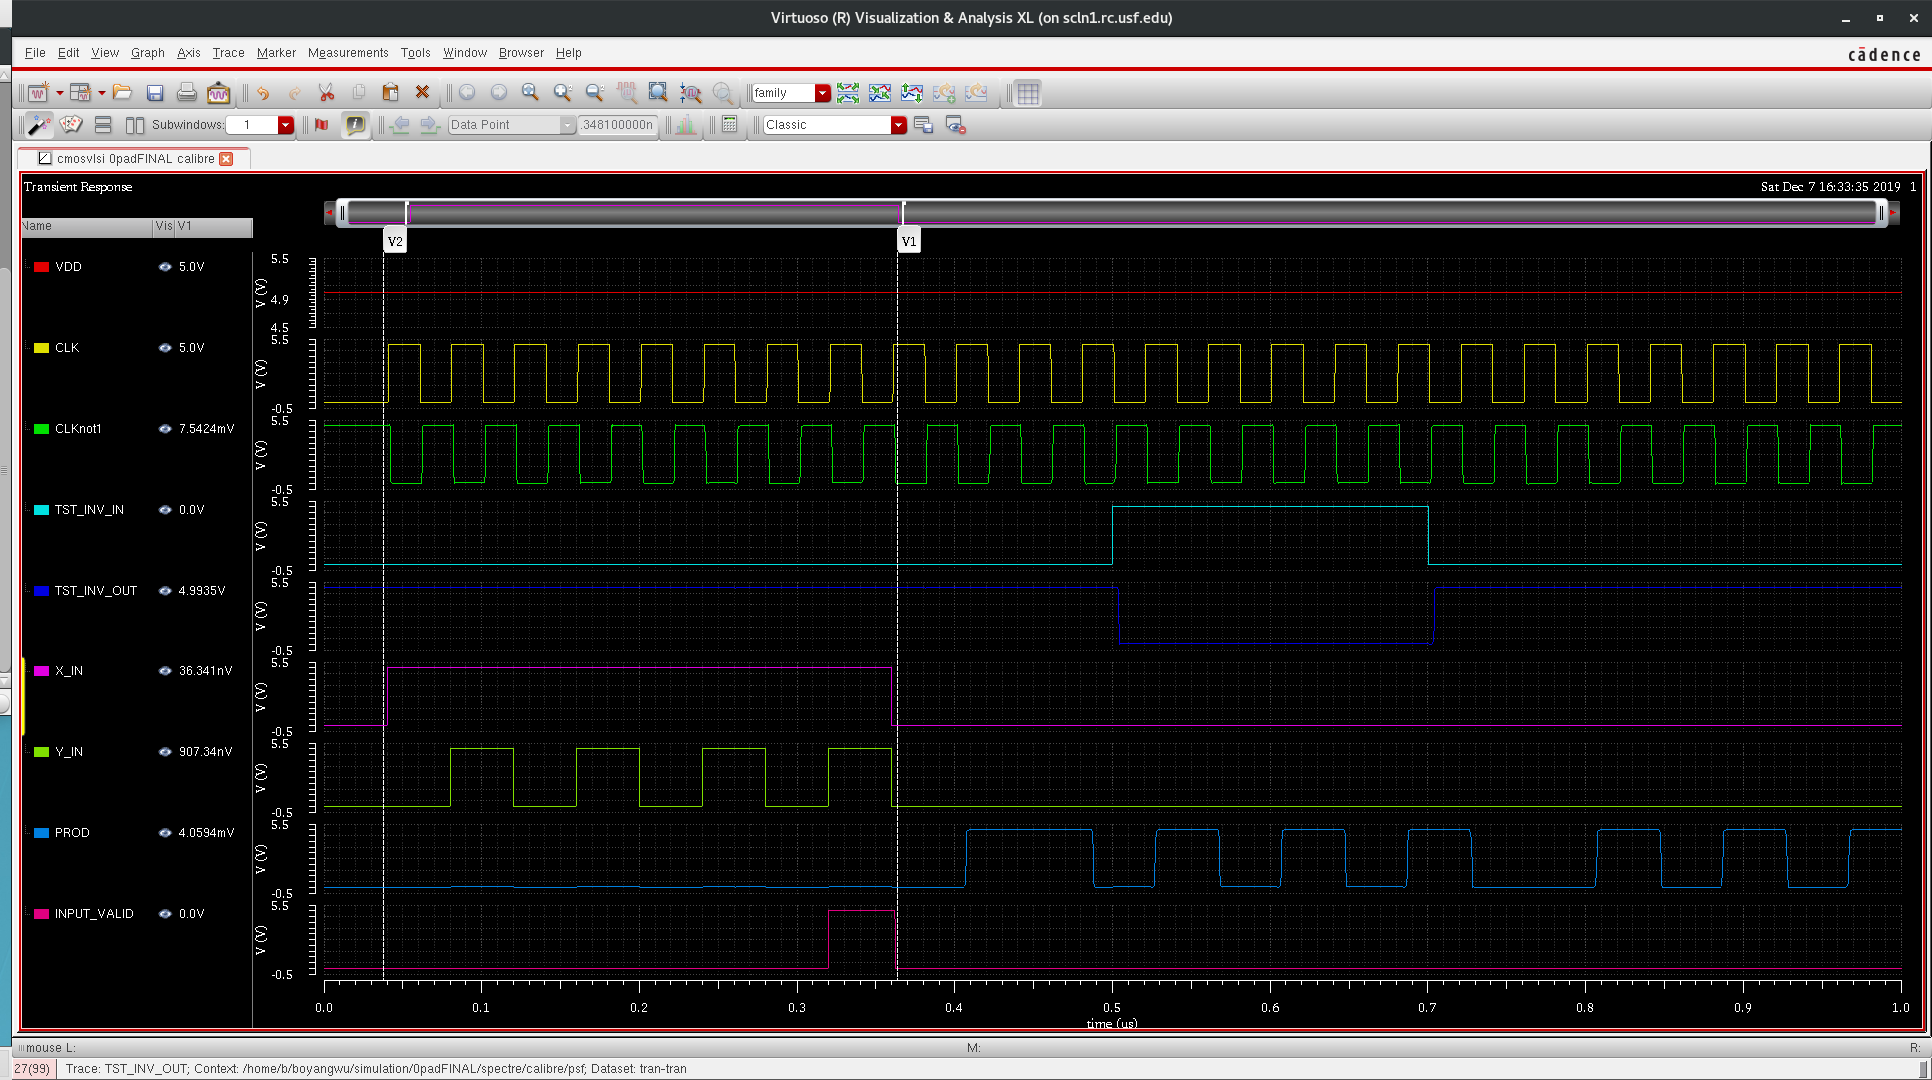 Virtuoso (R) Visualization & Analysis XL (on scln1.rc.usf.edu)
File Edit View Graph Axis Trace Marker Measurements Tools Window Browser Help
cādence
family
Subwindows: 1
Data Point
.348100000n
Classic
cmosvlsi 0padFINAL calibre
Transient Response
Sat Dec 7 16:33:35 2019 1
Name Vis V1
V2
V1
VDD 5.0V
V (V)
5.5
4.9
4.5
CLK 5.0V
V (V)
5.5
-0.5
CLKnot1 7.5424mV
V (V)
5.5
-0.5
TST_INV_IN 0.0V
V (V)
5.5
-0.5
TST_INV_OUT 4.9935V
V (V)
5.5
-0.5
X_IN 36.341nV
V (V)
5.5
-0.5
Y_IN 907.34nV
V (V)
5.5
-0.5
PROD 4.0594mV
V (V)
5.5
-0.5
INPUT_VALID 0.0V
V (V)
5.5
-0.5
0.0 0.1 0.2 0.3 0.4 0.5 0.6 0.7 0.8 0.9 1.0
time (us)
mouse L: M: R:
27(99) Trace: TST_INV_OUT; Context: /home/b/boyangwu/simulation/0padFINAL/spectre/calibre/psf; Dataset: tran-tran